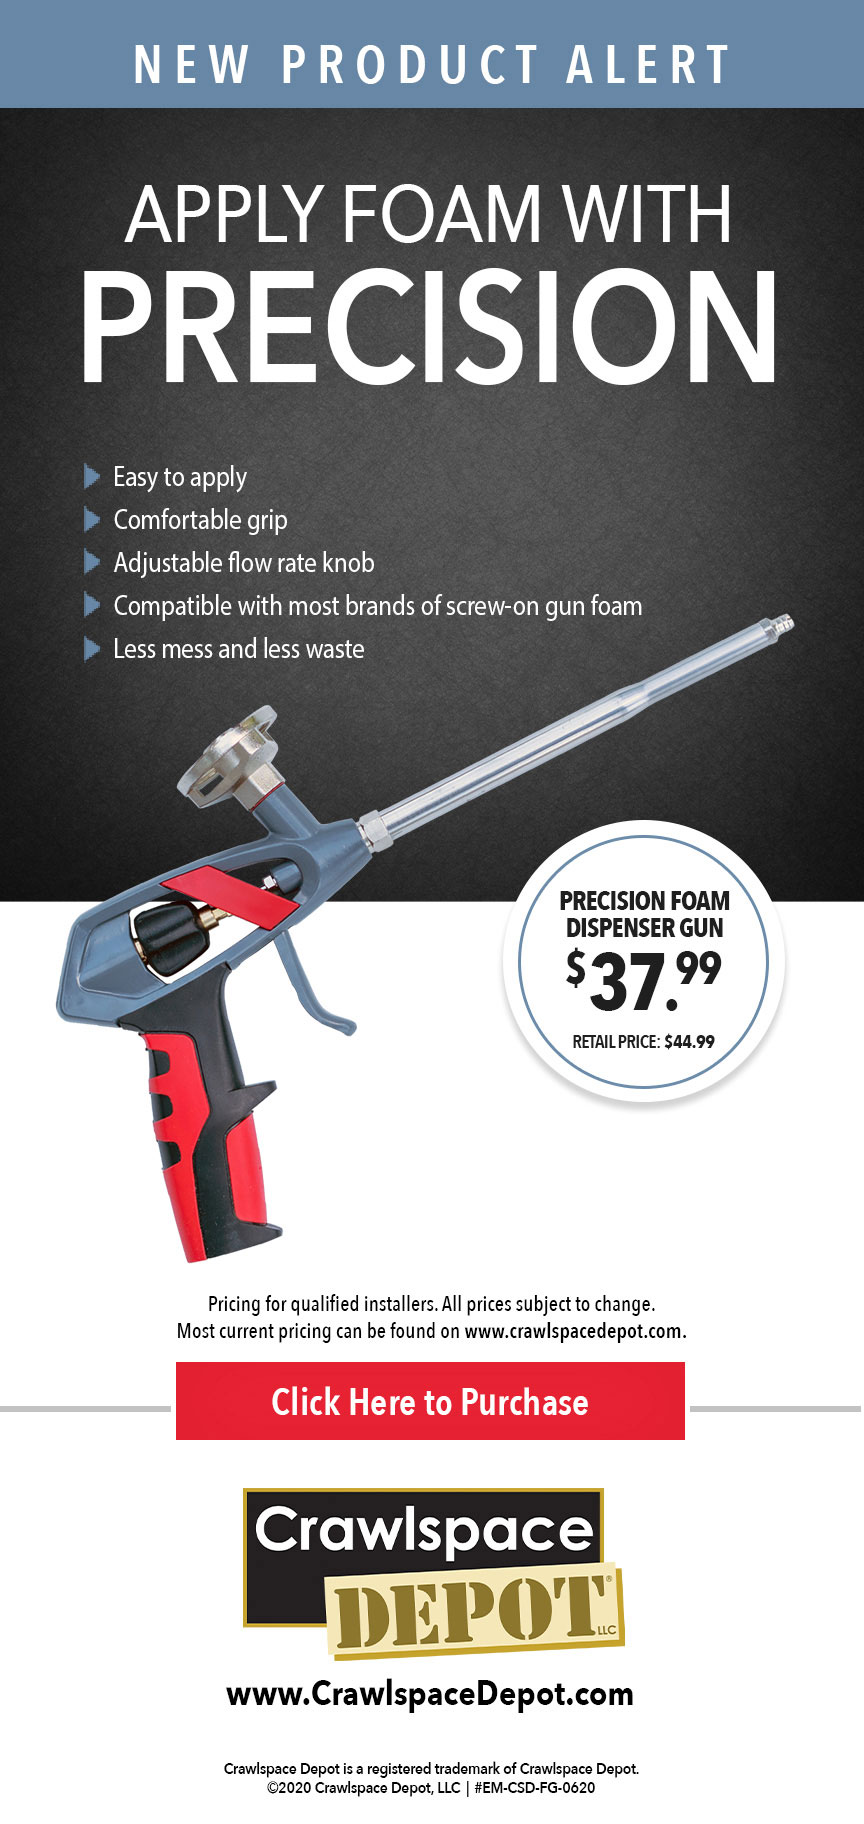 NEW PRODUCT ALERT
APPLY FOAM WITH
PRECISION
Easy to apply
Comfortable grip
Adjustable flow rate knob
Compatible with most brands of screw-on gun foam
Less mess and less waste
PRECISION FOAM
DISPENSER GUN
$37.99
RETAIL PRICE: $44.99
Pricing for qualified installers. All prices subject to change.
Most current pricing can be found on www.crawlspacedepot.com.
Click Here to Purchase
Crawlspace
DEPOT®
LLC
www.CrawlspaceDepot.com
Crawlspace Depot is a registered trademark of Crawlspace Depot.
©2020 Crawlspace Depot, LLC | #EM-CSD-FG-0620